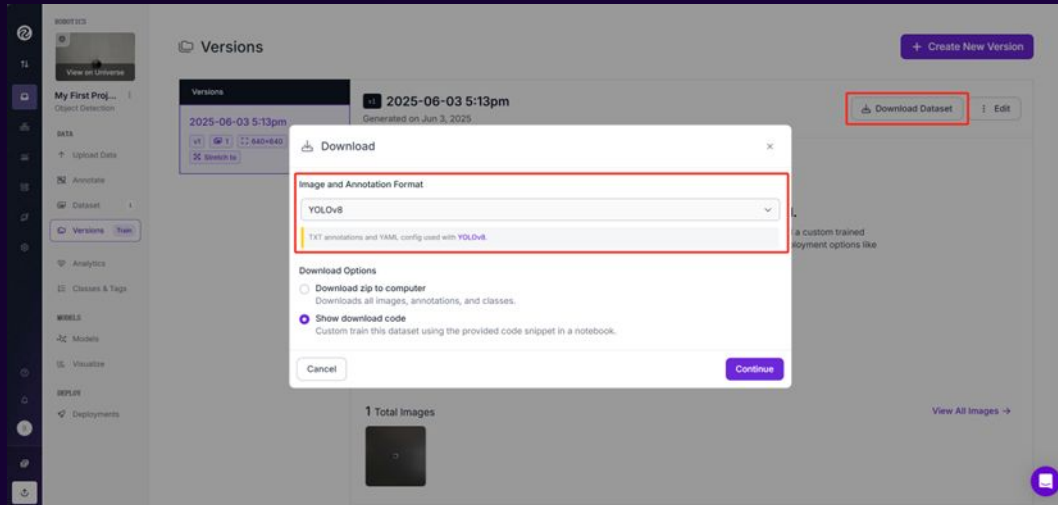 ROBOTICS
View on Universe
My First Proj...
Object Detection
DATA
Upload Data
Annotate
Dataset 1
Versions Train
Analytics
Classes & Tags
MODELS
Models
Visualize
DEPLOY
Deployments
Versions
+ Create New Version
Versions
2025-06-03 5:13pm
v1 1 640×640
Stretch to
v1 2025-06-03 5:13pm
Generated on Jun 3, 2025
Download Dataset
Edit
Download
×
Image and Annotation Format
YOLOv8
TXT annotations and YAML config used with YOLOv8.
a custom trained
ployment options like
Download Options
Download zip to computer
Downloads all images, annotations, and classes.
Show download code
Custom train this dataset using the provided code snippet in a notebook.
Cancel
Continue
1 Total Images
View All Images →